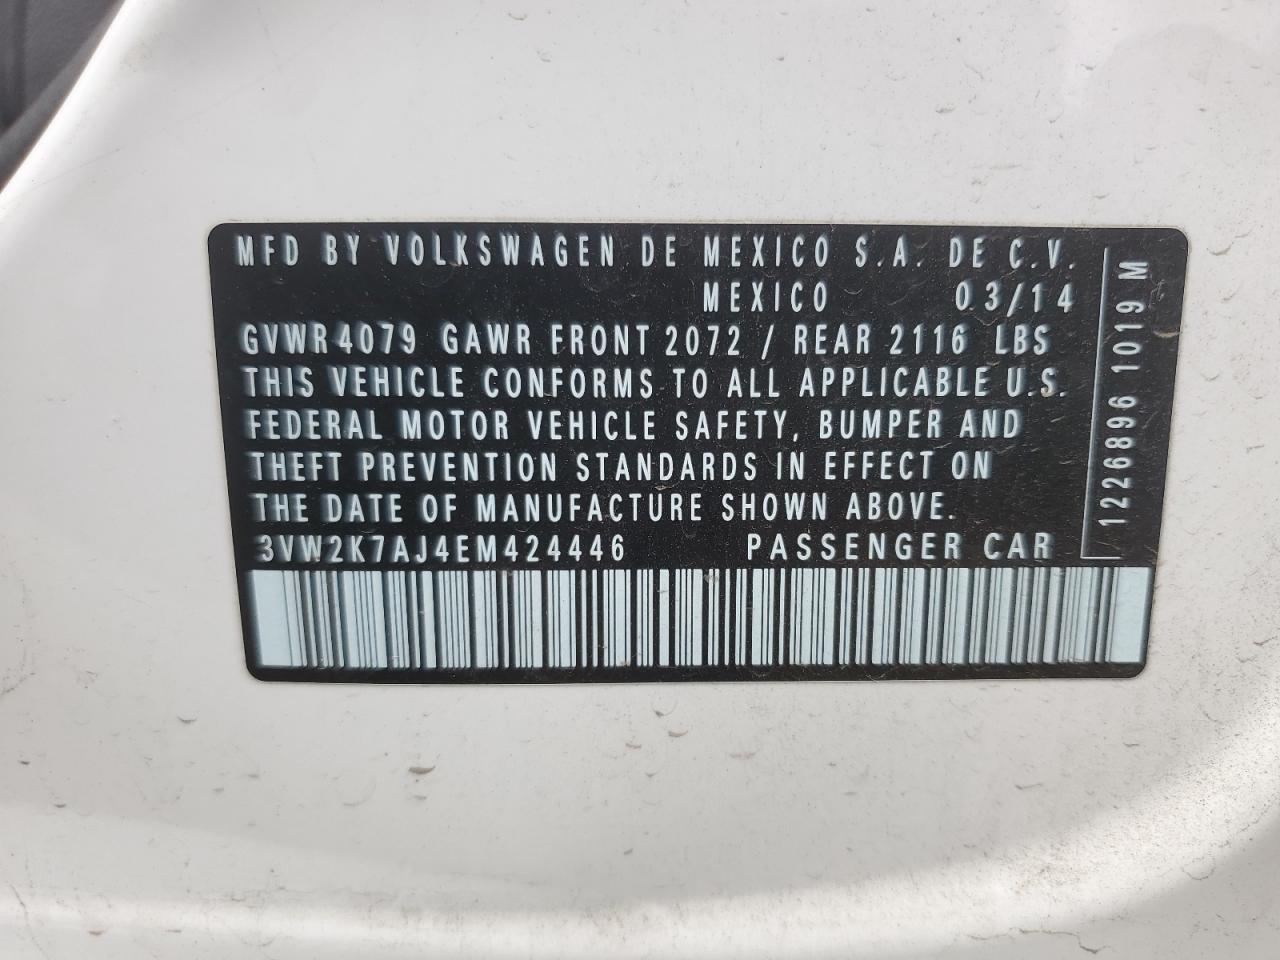 MFD BY VOLKSWAGEN DE MEXICO S.A. DE C.V.
MEXICO 03/14
GVWR 4079 GAWR FRONT 2072 / REAR 2116 LBS
THIS VEHICLE CONFORMS TO ALL APPLICABLE U.S.
FEDERAL MOTOR VEHICLE SAFETY, BUMPER AND
THEFT PREVENTION STANDARDS IN EFFECT ON
THE DATE OF MANUFACTURE SHOWN ABOVE.
3VW2K7AJ4EM424446 PASSENGER CAR
1226896 1019 M